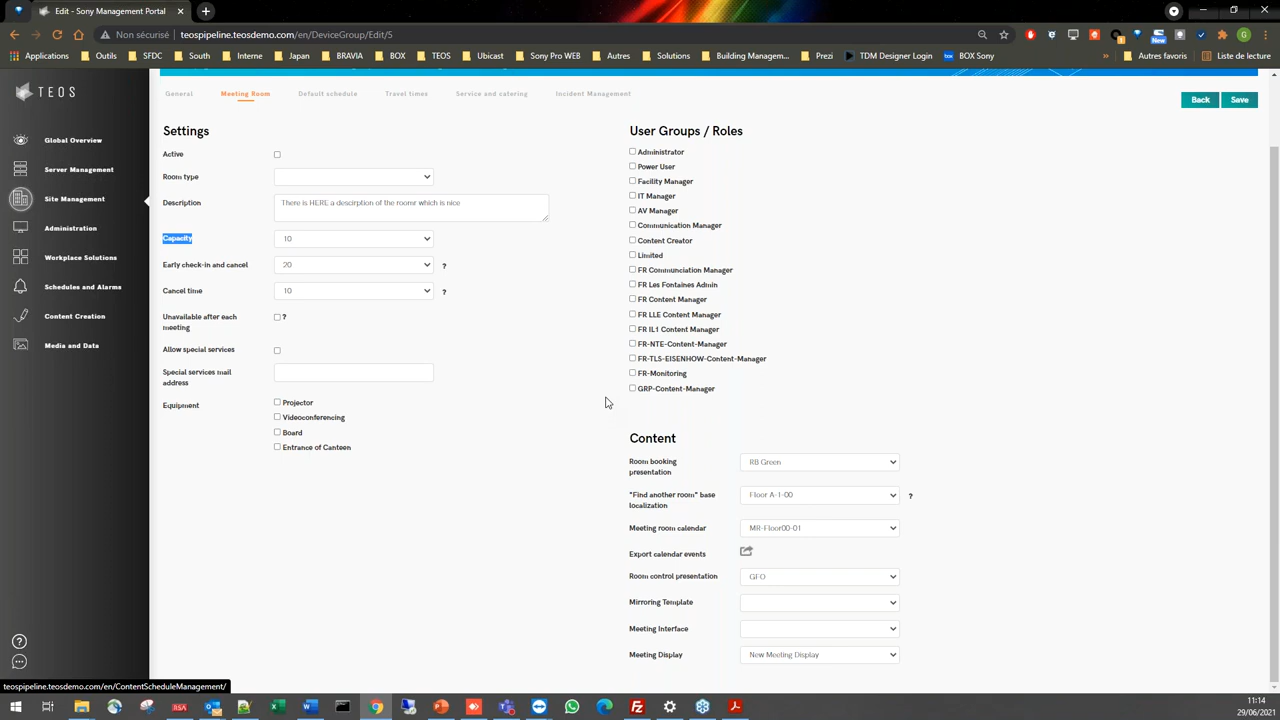 Meeting Room - Sony Portal
Non sécurisé | teospipeline.teosdemo.com/en/DeviceGroup/Edit/5
New
Applications Outils South Interne Japan BRAVIA BOX TEOS Ubicast Sony Pro WEB Autres Solutions Building Managem... Prezi TDM Designer Login BOX Sony » Autres favoris Liste de lecture
TEOS
Global Overview
Server Management
Site Management
Administration
Workplace Solutions
Schedules and Alarms
Content Creation
Media and Data
General Meeting Room Default schedule Travel times Service and catering Incident Management
Back Save
Settings
Active
Room type
Description There is HERE a descirption of the roomr which is nice
Capacity 10
Early check-in and cancel 20 ?
Cancel time 10 ?
Unavailable after each ?
meeting
Allow special services
Special services mail
address
Equipment Projector
Videoconferencing
Board
Entrance of Canteen
User Groups / Roles
Administrator
Power User
Facility Manager
IT Manager
AV Manager
Communication Manager
Content Creator
Limited
FR Communciation Manager
FR Les Fontaines Admin
FR Content Manager
FR LLE Content Manager
FR IL1 Content Manager
FR-NTE-Content-Manager
FR-TLS-EISENHOW-Content-Manager
FR-Monitoring
GRP-Content-Manager
Content
Room booking RB Green
presentation
"Find another room" base Floor A-1-00 ?
localization
Meeting room calendar MR-Floor00-01
Export calendar events
Room control presentation GFO
Mirroring Template
Meeting Interface
Meeting Display New Meeting Display
teospipeline.teosdemo.com/en/ContentScheduleManagement/
11:14
29/06/2021